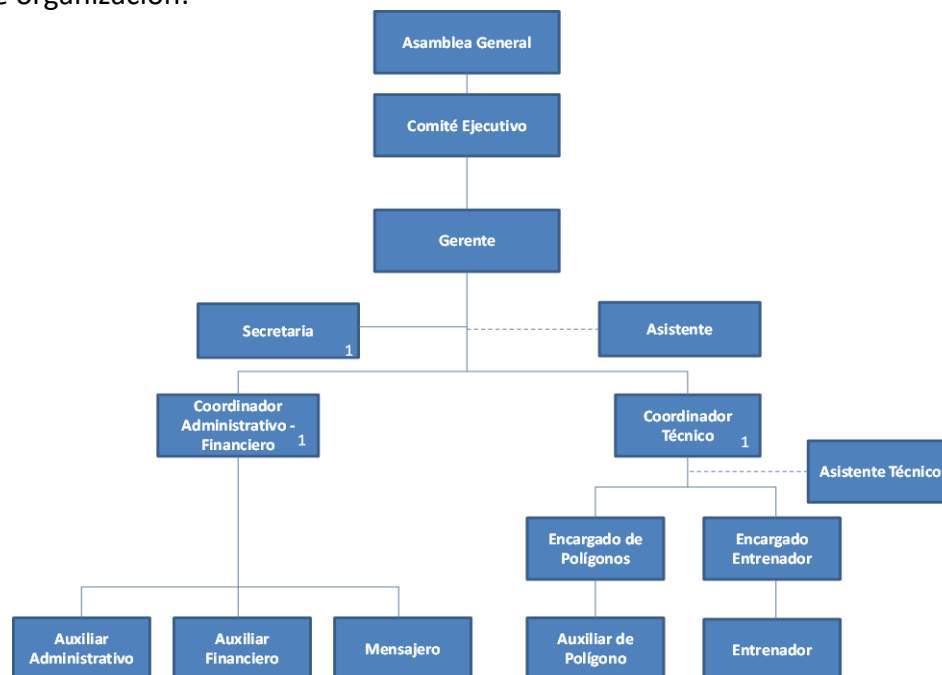 e organización.
Asamblea General
Comité Ejecutivo
Gerente
Secretaria
1
Asistente
Coordinador
Administrativo -
Financiero
1
Coordinador
Técnico
1
Asistente Técnico
Encargado de
Polígonos
Encargado
Entrenador
Auxiliar
Administrativo
Auxiliar
Financiero
Mensajero
Auxiliar de
Polígono
Entrenador